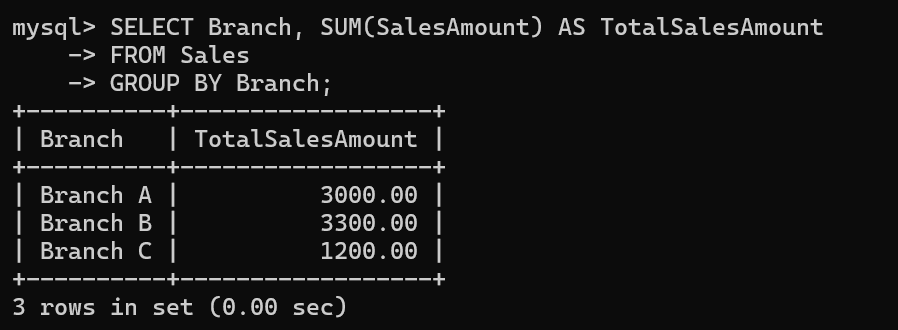 mysql> SELECT Branch, SUM(SalesAmount) AS TotalSalesAmount
    -> FROM Sales
    -> GROUP BY Branch;
+----------+------------------+
| Branch   | TotalSalesAmount |
+----------+------------------+
| Branch A |          3000.00 |
| Branch B |          3300.00 |
| Branch C |          1200.00 |
+----------+------------------+
3 rows in set (0.00 sec)